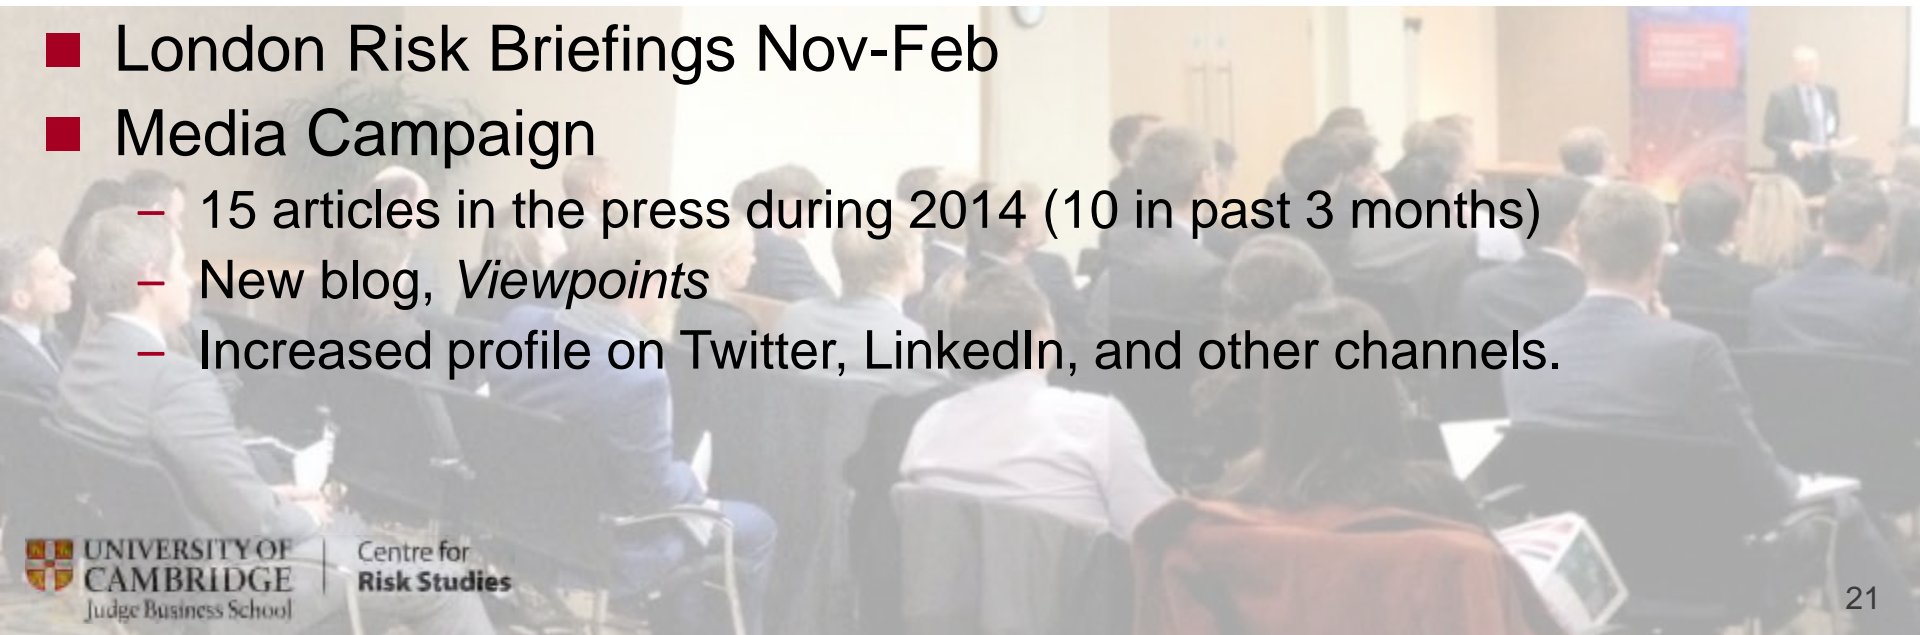 ■ London Risk Briefings Nov-Feb
■ Media Campaign
– 15 articles in the press during 2014 (10 in past 3 months)
– New blog, Viewpoints
– Increased profile on Twitter, LinkedIn, and other channels.
UNIVERSITY OF
CAMBRIDGE
Judge Business School
Centre for
Risk Studies
21